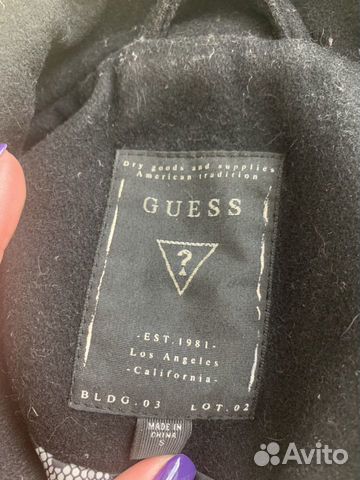 Dry goods and supplies
American tradition
GUESS
?
-EST.1981-
Los Angeles
-California-
BLDG.03 LOT.02
MADE IN
CHINA
S
Avito